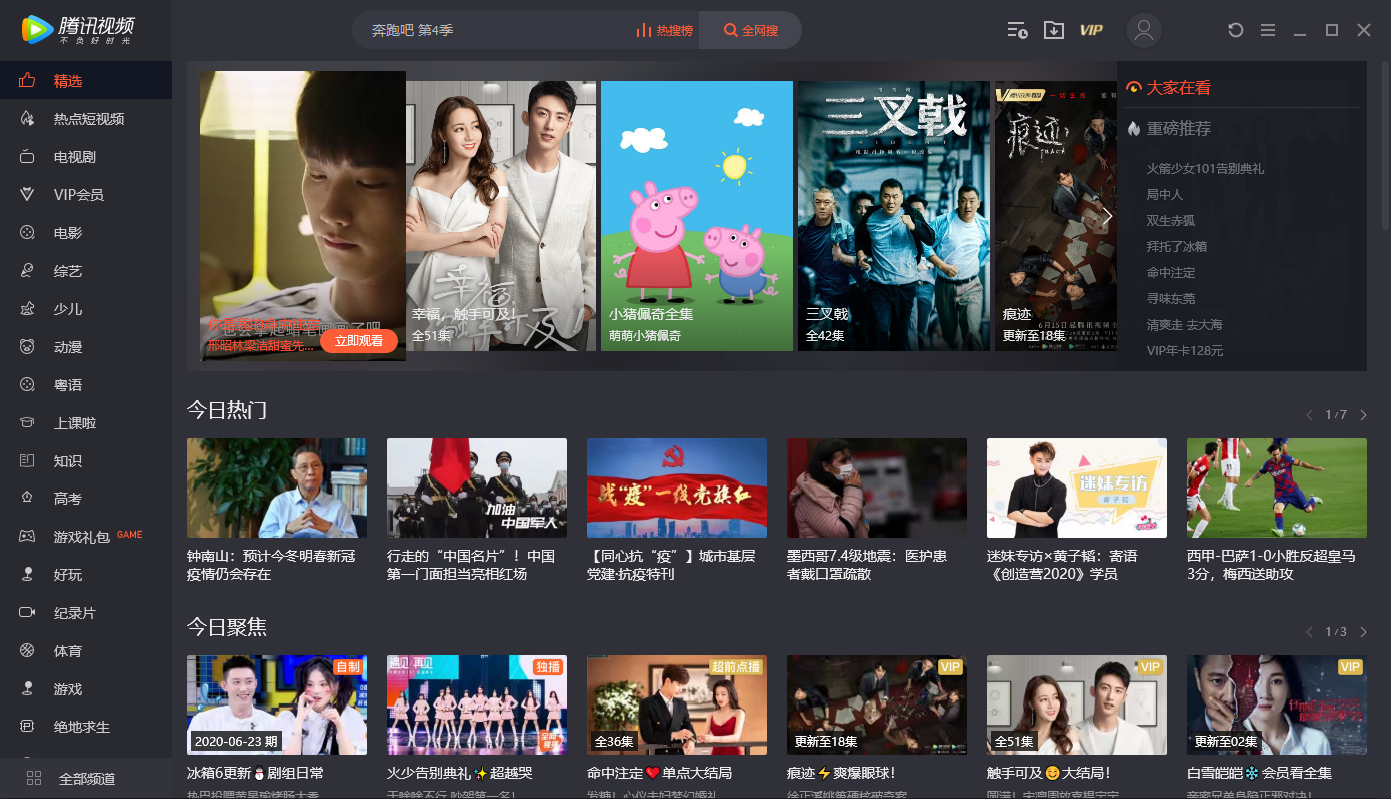 腾讯视频
不负好时光
奔跑吧 第4季
热搜榜
全网搜
VIP
精选
热点短视频
电视剧
VIP会员
电影
综艺
少儿
动漫
粤语
上课啦
知识
高考
游戏礼包 GAME
好玩
纪录片
体育
游戏
绝地求生
全部频道
邢昭林梁洁甜蜜先...
立即观看
幸福，触手可及！
全51集
小猪佩奇全集
萌萌小猪佩奇
三叉戟
三叉戟
全42集
痕迹
痕迹
更新至18集
大家在看
重磅推荐
火箭少女101告别典礼
局中人
双生赤狐
拜托了冰箱
命中注定
寻味东莞
清爽走 去大海
VIP年卡128元
今日热门
1/7
加油
中国军人
战“疫”一线党旗红
迷妹专访
黄子韬
钟南山：预计今冬明春新冠
疫情仍会存在
行走的“中国名片”！中国
第一门面担当亮相红场
【同心抗“疫”】城市基层
党建·抗疫特刊
墨西哥7.4级地震：医护患
者戴口罩疏散
迷妹专访×黄子韬：寄语
《创造营2020》学员
西甲-巴萨1-0小胜反超皇马
3分，梅西送助攻
今日聚焦
1/3
自制
2020-06-23 期
独播
超前点播
全36集
VIP
更新至18集
VIP
全51集
VIP
更新至02集
冰箱6更新⛄剧组日常
火少告别典礼✨超越哭
命中注定❤单点大结局
痕迹⚡爽爆眼球！
触手可及😊大结局！
白雪皑皑❄会员看全集